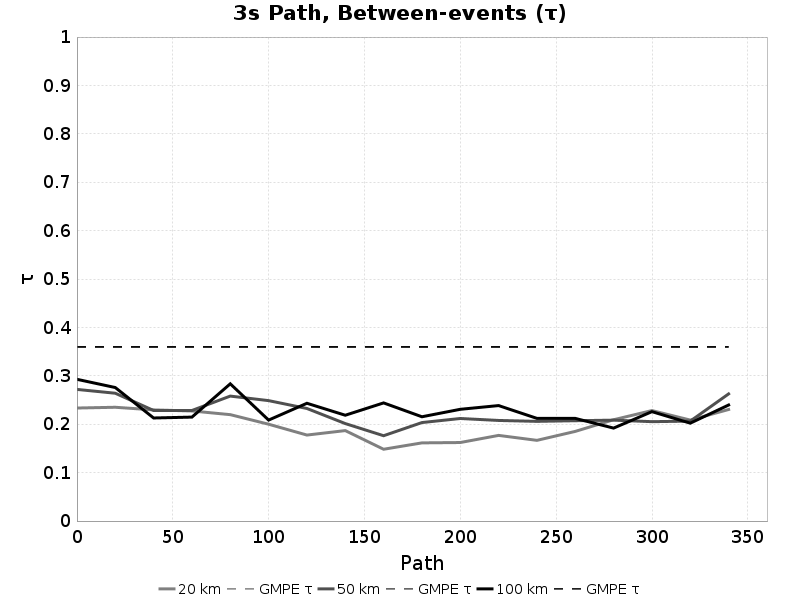 3s Path, Between-events (τ)
1
0.9
0.8
0.7
0.6
0.5
0.4
0.3
0.2
0.1
0
τ
0 50 100 150 200 250 300 350
Path
20 km GMPE τ 50 km GMPE τ 100 km GMPE τ